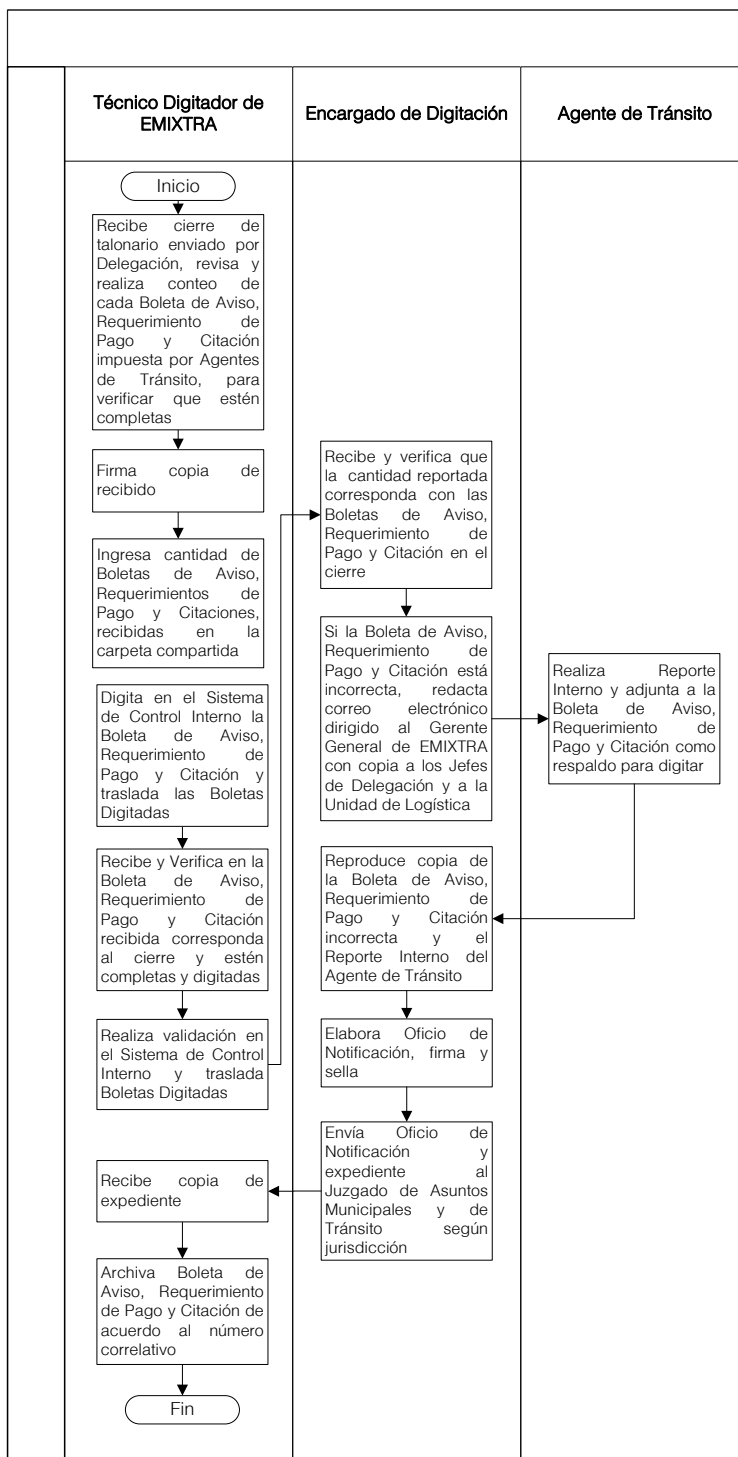 Técnico Digitador de
EMIXTRA
Encargado de Digitación
Agente de Tránsito
Inicio
Recibe cierre de
talonario enviado por
Delegación, revisa y
realiza conteo de
cada Boleta de Aviso,
Requerimiento de
Pago y Citación
impuesta por Agentes
de Tránsito, para
verificar que estén
completas
Firma copia de
recibido
Ingresa cantidad de
Boletas de Aviso,
Requerimientos de
Pago y Citaciones,
recibidas en la
carpeta compartida
Digita en el Sistema
de Control Interno la
Boleta de Aviso,
Requerimiento de
Pago y Citación y
traslada las Boletas
Digitadas
Recibe y Verifica en la
Boleta de Aviso,
Requerimiento de
Pago y Citación
recibida corresponda
al cierre y estén
completas y digitadas
Realiza validación en
el Sistema de Control
Interno y traslada
Boletas Digitadas
Recibe y verifica que
la cantidad reportada
corresponda con las
Boletas de Aviso,
Requerimiento de
Pago y Citación en el
cierre
Si la Boleta de Aviso,
Requerimiento de
Pago y Citación está
incorrecta, redacta
correo electrónico
dirigido al Gerente
General de EMIXTRA
con copia a los Jefes
de Delegación y a la
Unidad de Logística
Realiza Reporte
Interno y adjunta a la
Boleta de Aviso,
Requerimiento de
Pago y Citación como
respaldo para digitar
Reproduce copia de
la Boleta de Aviso,
Requerimiento de
Pago y Citación
incorrecta y el
Reporte Interno del
Agente de Tránsito
Elabora Oficio de
Notificación, firma y
sella
Envía Oficio de
Notificación y
expediente al
Juzgado de Asuntos
Municipales y de
Tránsito según
jurisdicción
Recibe copia de
expediente
Archiva Boleta de
Aviso, Requerimiento
de Pago y Citación de
acuerdo al número
correlativo
Fin